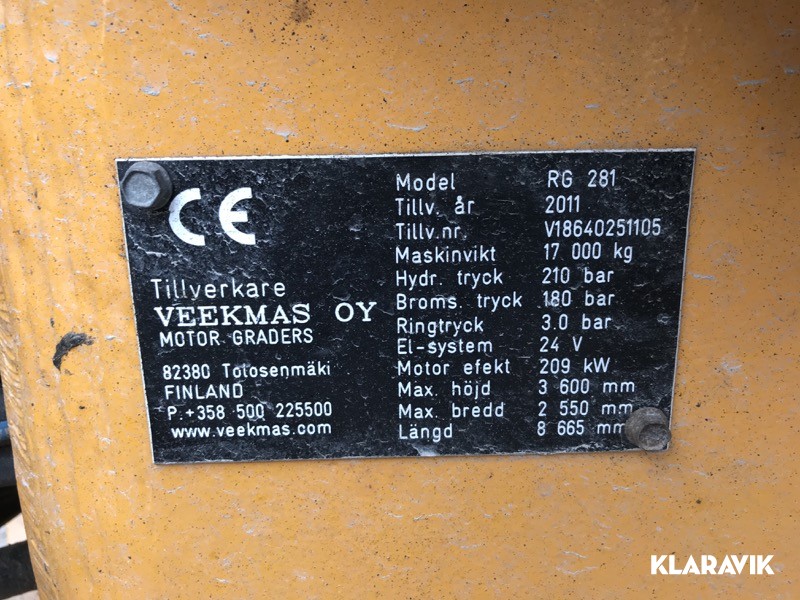 CE
Tillverkare
VEEKMAS OY
MOTOR GRADERS
82380 Tolosenmäki
FINLAND
P.+358 500 225500
www.veekmas.com
Model RG 281
Tillv. år 2011
Tillv.nr. V18640251105
Maskinvikt 17 000 kg
Hydr. tryck 210 bar
Broms. tryck 180 bar
Ringtryck 3.0 bar
El-system 24 V
Motor efekt 209 kW
Max. höjd 3 600 mm
Max. bredd 2 550 mm
Längd 8 665 mm
KLARAVIK